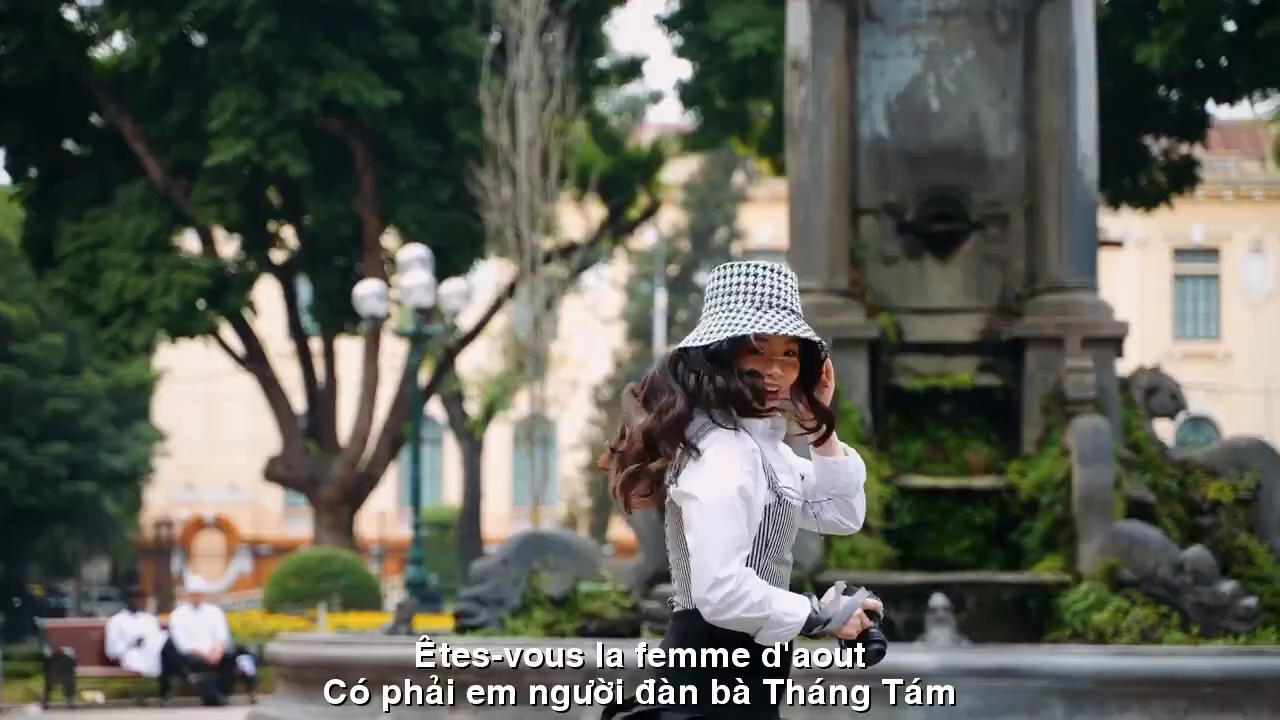 Êtes-vous la femme d'aout
Có phải em người đàn bà Tháng Tám